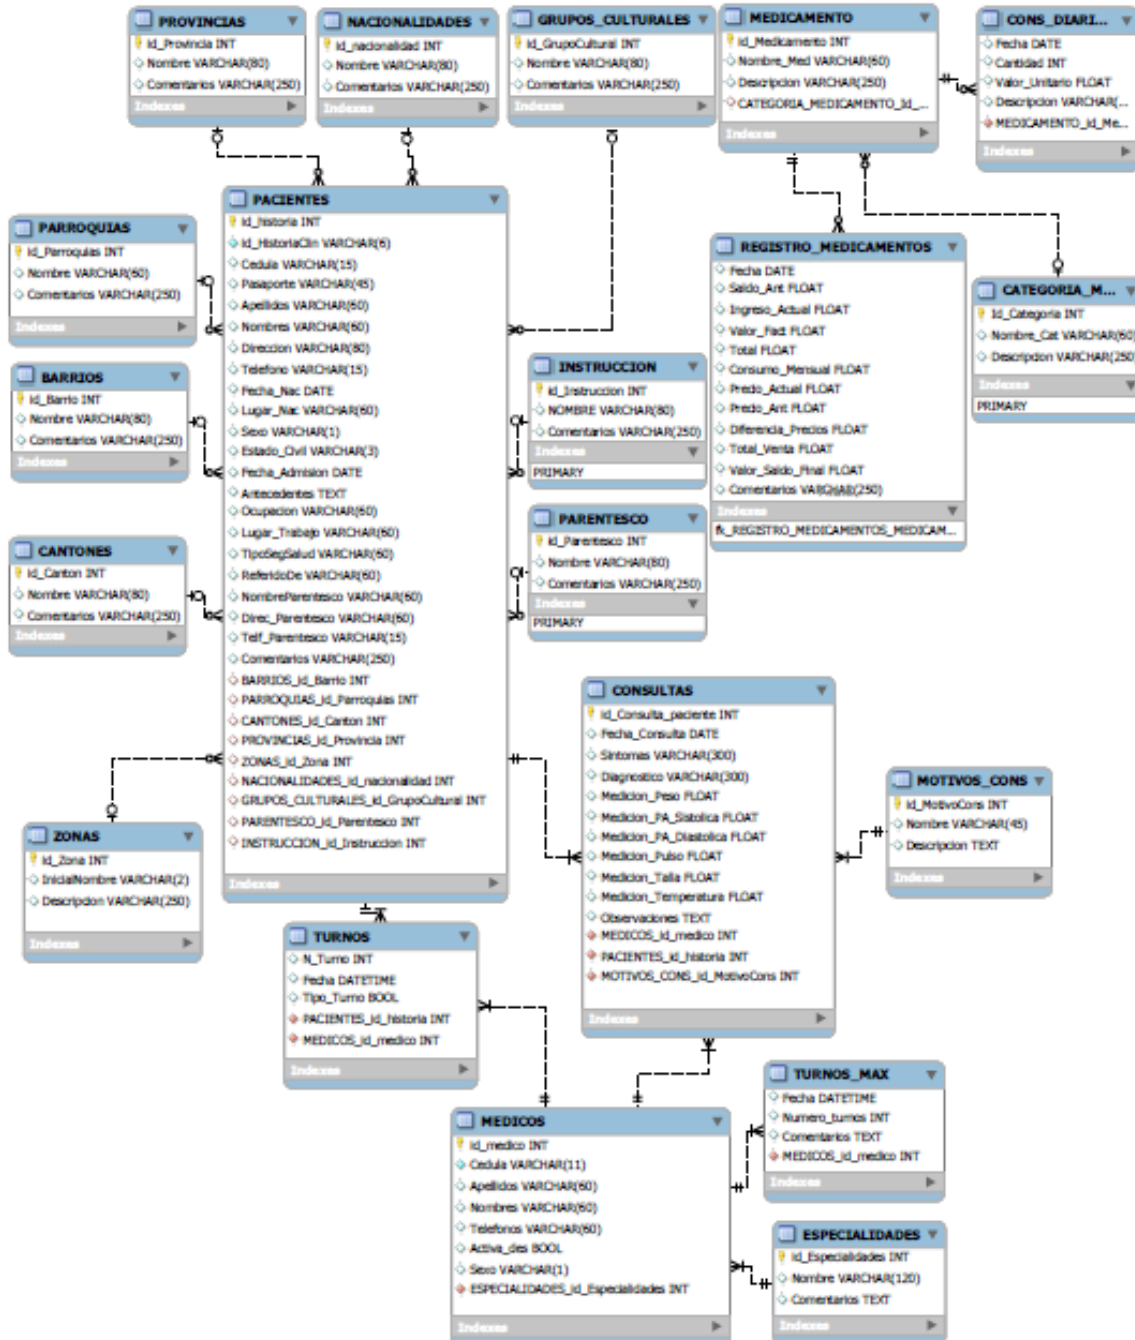 PROVINCIAS
id_Provincia INT
Nombre VARCHAR(80)
Comentarios VARCHAR(250)
Indexes
NACIONALIDADES
id_nacionalidad INT
Nombre VARCHAR(80)
Comentarios VARCHAR(250)
Indexes
GRUPOS_CULTURALES
id_GrupoCultural INT
Nombre VARCHAR(80)
Comentarios VARCHAR(250)
Indexes
MEDICAMENTO
id_Medicamento INT
Nombre_Med VARCHAR(60)
Descripcion VARCHAR(250)
CATEGORIA_MEDICAMENTO_Id_...
Indexes
CONS_DIARI...
Fecha DATE
Cantidad INT
Valor_Unitario FLOAT
Descripcion VARCHAR(...
MEDICAMENTO_id_Me...
Indexes
PACIENTES
id_historia INT
id_HistoriaClin VARCHAR(6)
Cedula VARCHAR(15)
Pasaporte VARCHAR(45)
Apellidos VARCHAR(60)
Nombres VARCHAR(60)
Direccion VARCHAR(80)
Telefono VARCHAR(15)
Fecha_Nac DATE
Lugar_Nac VARCHAR(60)
Sexo VARCHAR(1)
Estado_Civil VARCHAR(3)
Fecha_Admision DATE
Antecedentes TEXT
Ocupacion VARCHAR(60)
Lugar_Trabajo VARCHAR(60)
TipoSegSalud VARCHAR(60)
ReferidoDe VARCHAR(60)
NombreParentesco VARCHAR(60)
Direc_Parentesco VARCHAR(60)
Telf_Parentesco VARCHAR(15)
Comentarios VARCHAR(250)
BARRIOS_id_Barrio INT
PARROQUIAS_id_Parroquias INT
CANTONES_id_Canton INT
PROVINCIAS_id_Provincia INT
ZONAS_id_Zona INT
NACIONALIDADES_id_nacionalidad INT
GRUPOS_CULTURALES_id_GrupoCultural INT
PARENTESCO_id_Parentesco INT
INSTRUCCION_id_Instruccion INT
Indexes
PARROQUIAS
id_Parroquias INT
Nombre VARCHAR(60)
Comentarios VARCHAR(250)
Indexes
BARRIOS
id_Barrio INT
Nombre VARCHAR(80)
Comentarios VARCHAR(250)
Indexes
CANTONES
id_Canton INT
Nombre VARCHAR(80)
Comentarios VARCHAR(250)
Indexes
ZONAS
id_Zona INT
InicialNombre VARCHAR(2)
Descripcion VARCHAR(250)
Indexes
REGISTRO_MEDICAMENTOS
Fecha DATE
Saldo_Ant FLOAT
Ingreso_Actual FLOAT
Valor_Fact FLOAT
Total FLOAT
Consumo_Mensual FLOAT
Precio_Actual FLOAT
Precio_Ant FLOAT
Diferencia_Precios FLOAT
Total_Venta FLOAT
Valor_Saldo_Final FLOAT
Comentarios VARCHAR(250)
Indexes
fk_REGISTRO_MEDICAMENTOS_MEDICAM...
CATEGORIA_M...
Id_Categoria INT
Nombre_Cat VARCHAR(60)
Descripcion VARCHAR(250)
Indexes
PRIMARY
INSTRUCCION
id_Instruccion INT
NOMBRE VARCHAR(80)
Comentarios VARCHAR(250)
Indexes
PRIMARY
PARENTESCO
id_Parentesco INT
Nombre VARCHAR(80)
Comentarios VARCHAR(250)
Indexes
PRIMARY
CONSULTAS
id_Consulta_paciente INT
Fecha_Consulta DATE
Sintomas VARCHAR(300)
Diagnostico VARCHAR(300)
Medicion_Peso FLOAT
Medicion_PA_Sistolica FLOAT
Medicion_PA_Diastolica FLOAT
Medicion_Pulso FLOAT
Medicion_Talla FLOAT
Medicion_Temperatura FLOAT
Observaciones TEXT
MEDICOS_id_medico INT
PACIENTES_id_historia INT
MOTIVOS_CONS_id_MotivoCons INT
Indexes
MOTIVOS_CONS
id_MotivoCons INT
Nombre VARCHAR(45)
Descripcion TEXT
Indexes
TURNOS
N_Turno INT
Fecha DATETIME
Tipo_Turno BOOL
PACIENTES_id_historia INT
MEDICOS_id_medico INT
Indexes
MEDICOS
id_medico INT
Cedula VARCHAR(11)
Apellidos VARCHAR(60)
Nombres VARCHAR(60)
Telefonos VARCHAR(60)
Activa_des BOOL
Sexo VARCHAR(1)
ESPECIALIDADES_id_Especialidades INT
Indexes
TURNOS_MAX
Fecha DATETIME
Numero_turnos INT
Comentarios TEXT
MEDICOS_id_medico INT
Indexes
ESPECIALIDADES
id_Especialidades INT
Nombre VARCHAR(120)
Comentarios TEXT
Indexes